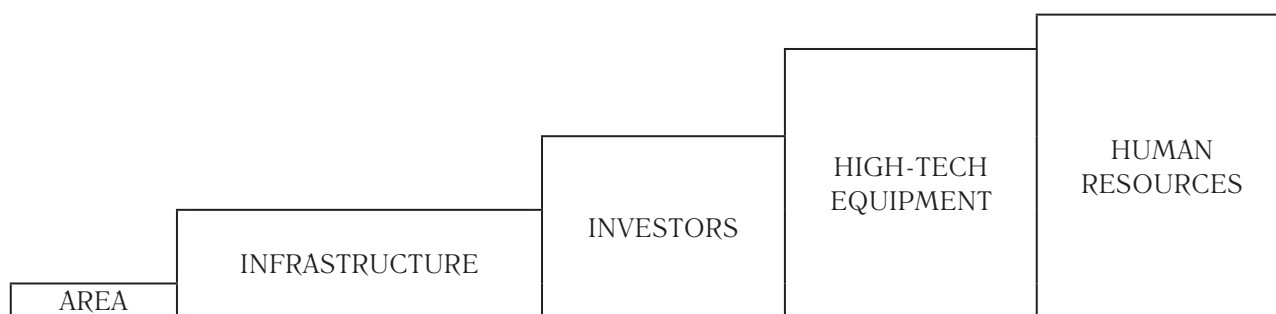 AREA
INFRASTRUCTURE
INVESTORS
HIGH-TECH
EQUIPMENT
HUMAN
RESOURCES